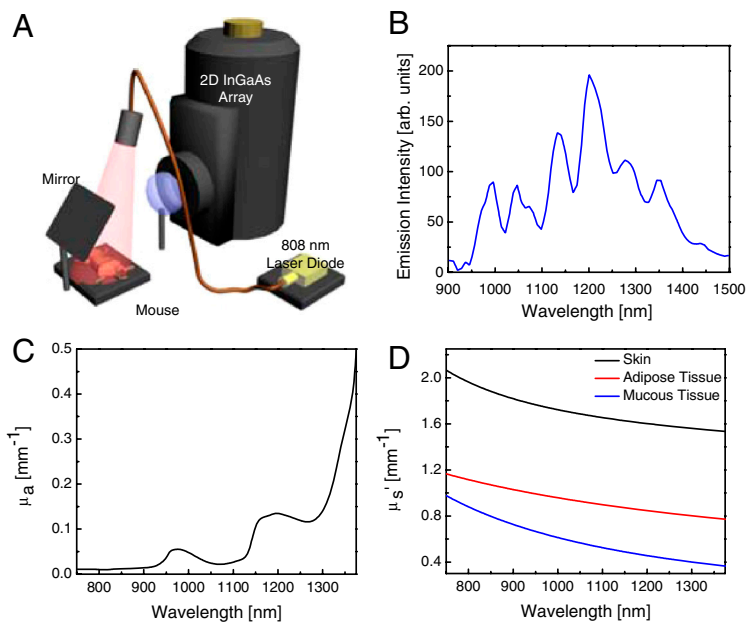 A
2D InGaAs
Array
Mirror
808 nm
Laser Diode
Mouse
B
Emission Intensity [arb. units]
200
150
100
50
0
900 1000 1100 1200 1300 1400 1500
Wavelength [nm]
C
μa [mm-1]
0.5
0.4
0.3
0.2
0.1
0.0
800 900 1000 1100 1200 1300
Wavelength [nm]
D
Skin
Adipose Tissue
Mucous Tissue
μs' [mm-1]
2.0
1.6
1.2
0.8
0.4
800 900 1000 1100 1200 1300
Wavelength [nm]